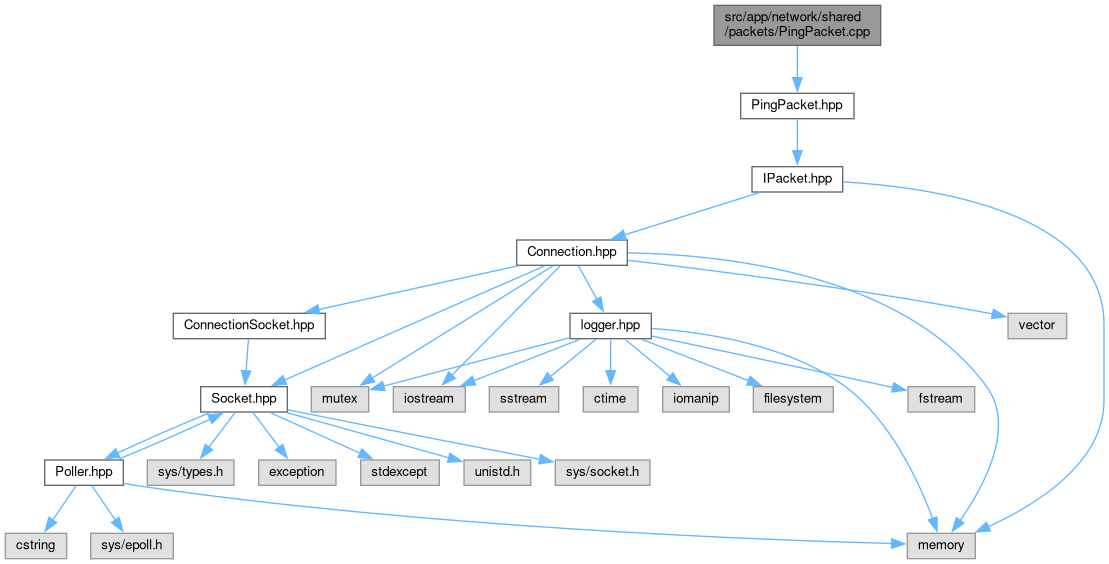 src/app/network/shared
/packets/PingPacket.cpp
PingPacket.hpp
IPacket.hpp
Connection.hpp
ConnectionSocket.hpp
logger.hpp
vector
Socket.hpp
mutex
iostream
sstream
ctime
iomanip
filesystem
fstream
Poller.hpp
sys/types.h
exception
stdexcept
unistd.h
sys/socket.h
cstring
sys/epoll.h
memory